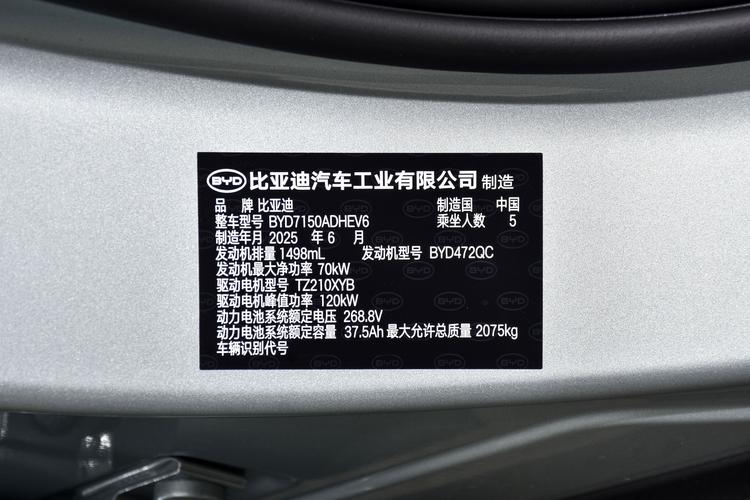 BYD 比亚迪汽车工业有限公司 制造
品 牌 比亚迪 制造国 中国
整车型号 BYD7150ADHEV6 乘坐人数 5
制造年月 2025 年 6 月
发动机排量 1498mL 发动机型号 BYD472QC
发动机最大净功率 70kW
驱动电机型号 TZ210XYB
驱动电机峰值功率 120kW
动力电池系统额定电压 268.8V
动力电池系统额定容量 37.5Ah 最大允许总质量 2075kg
车辆识别代号